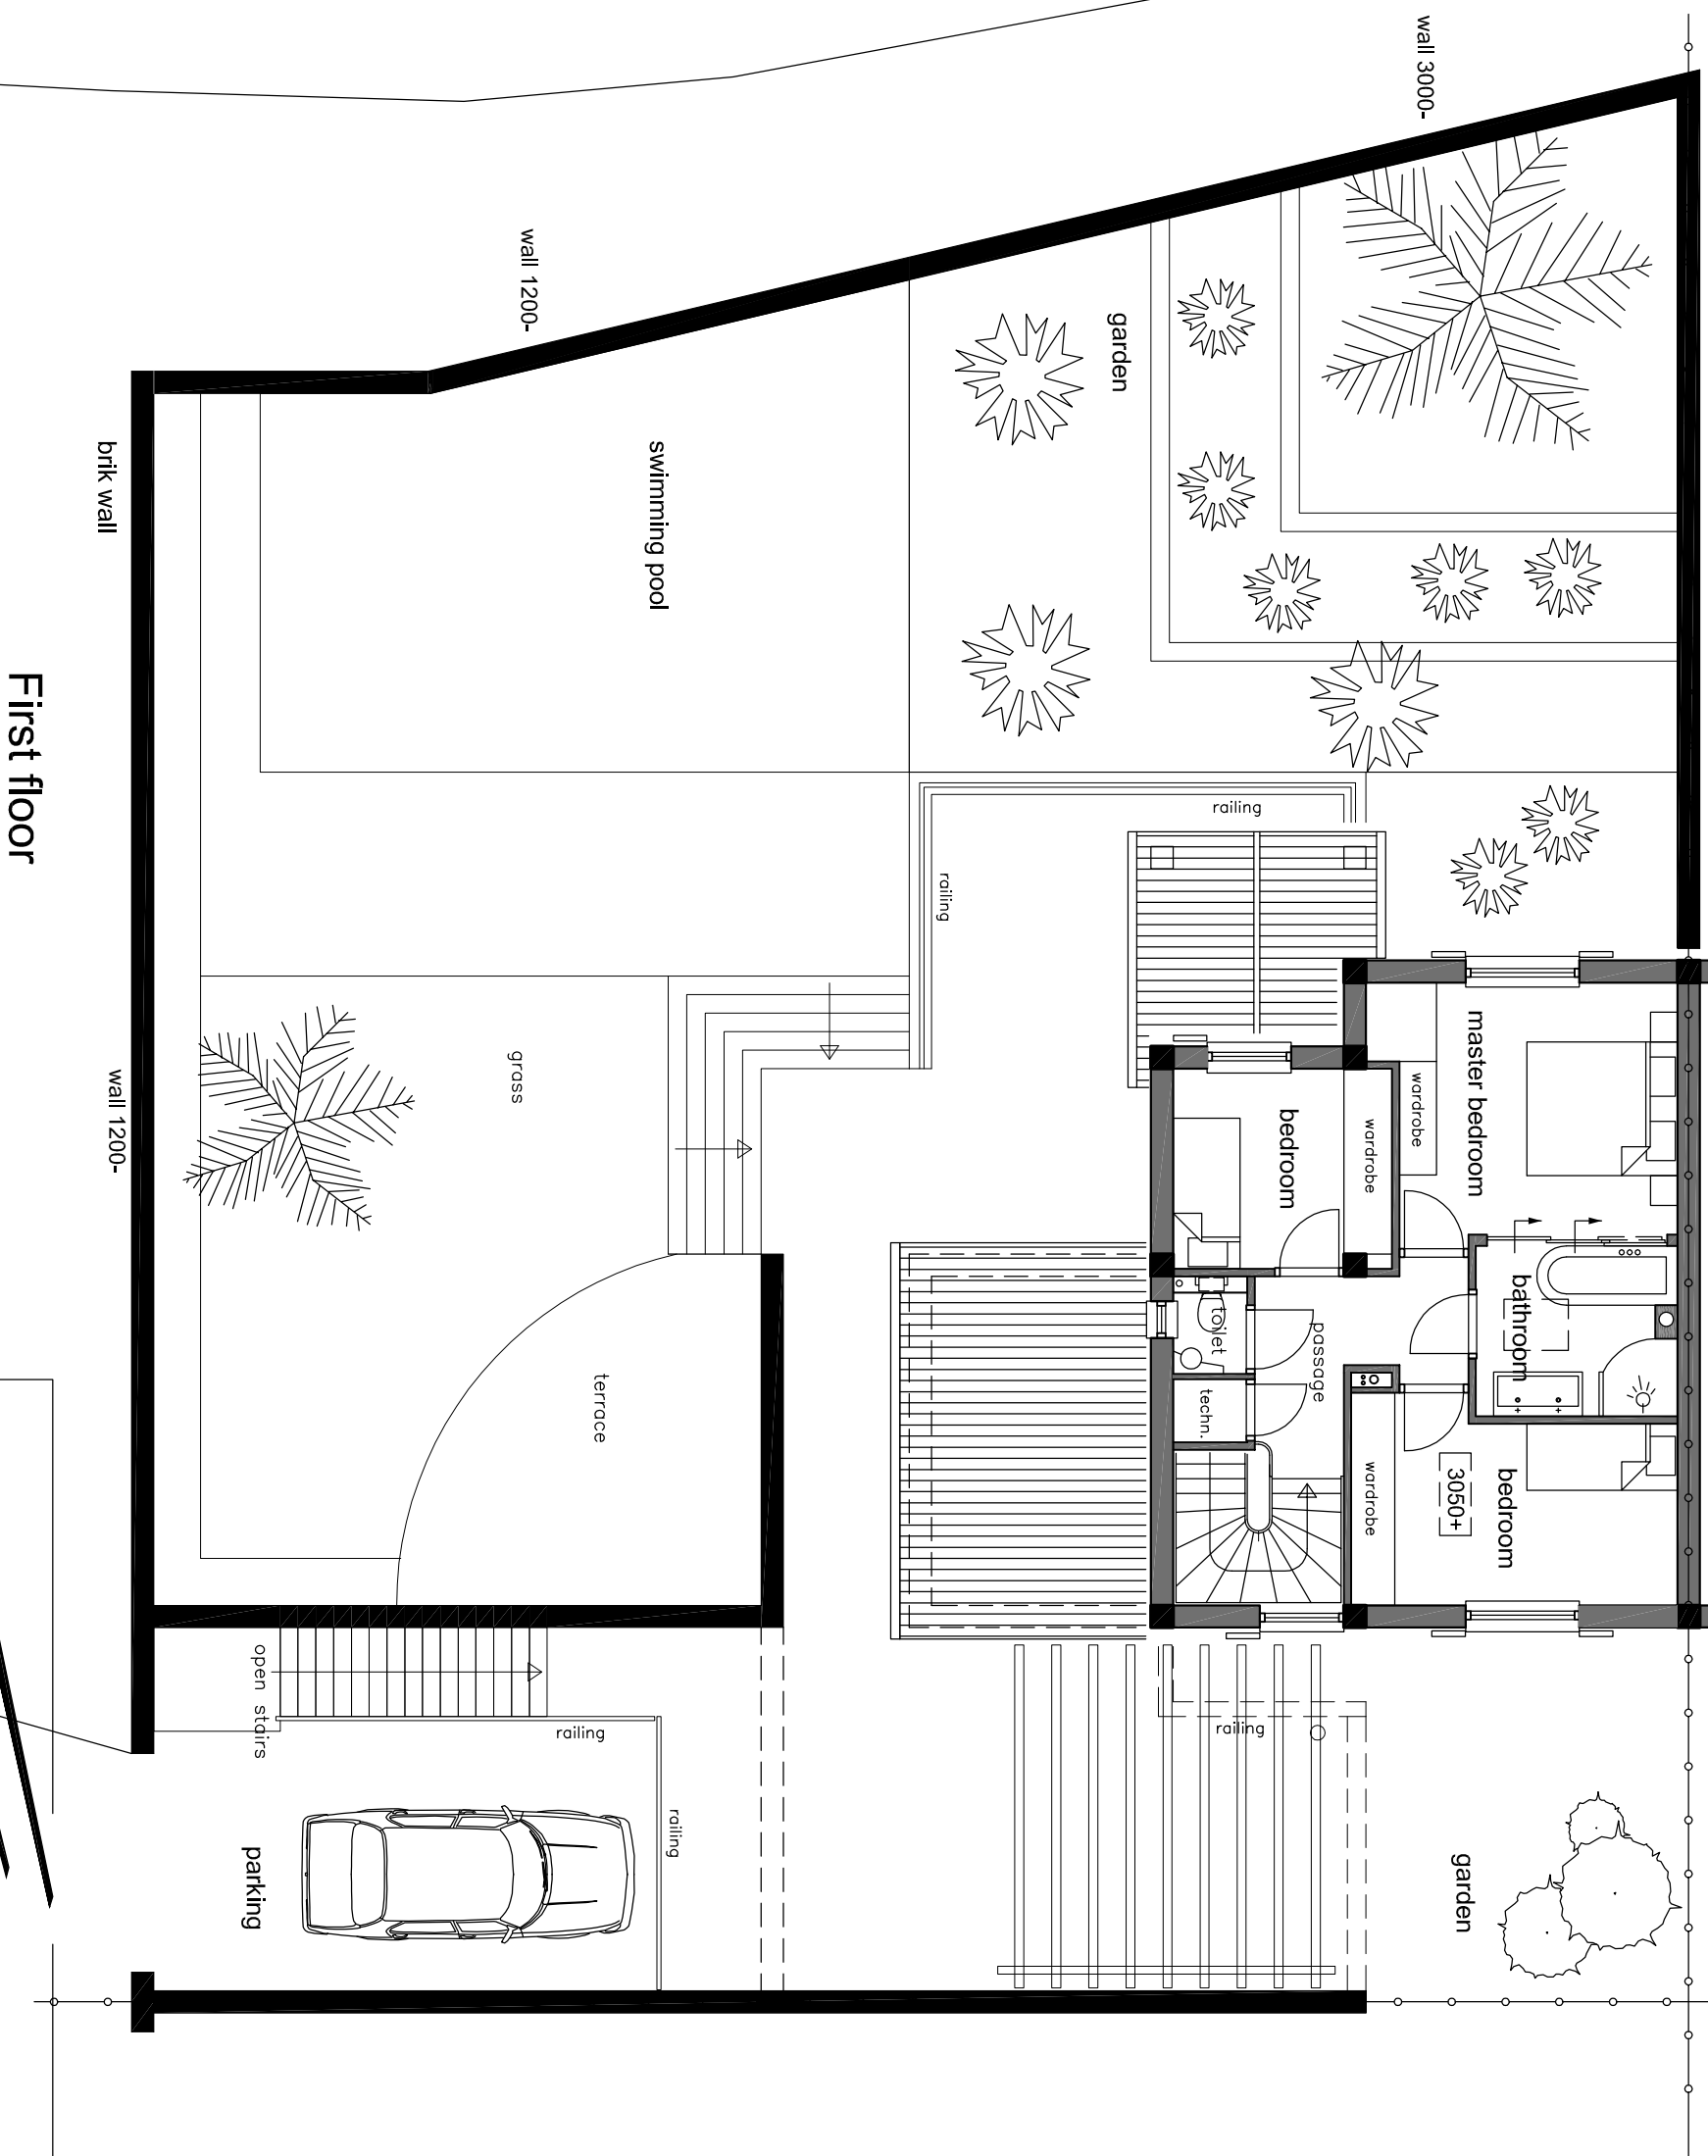 wall 3000-
wall 1200-
garden
brik wall
swimming pool
First floor
railing
railing
master bedroom
wardrobe
wardrobe
bedroom
grass
wall 1200-
bathroom
toilet
passage
techn.
terrace
wardrobe
3050+
bedroom
open stairs
railing
railing
railing
parking
garden